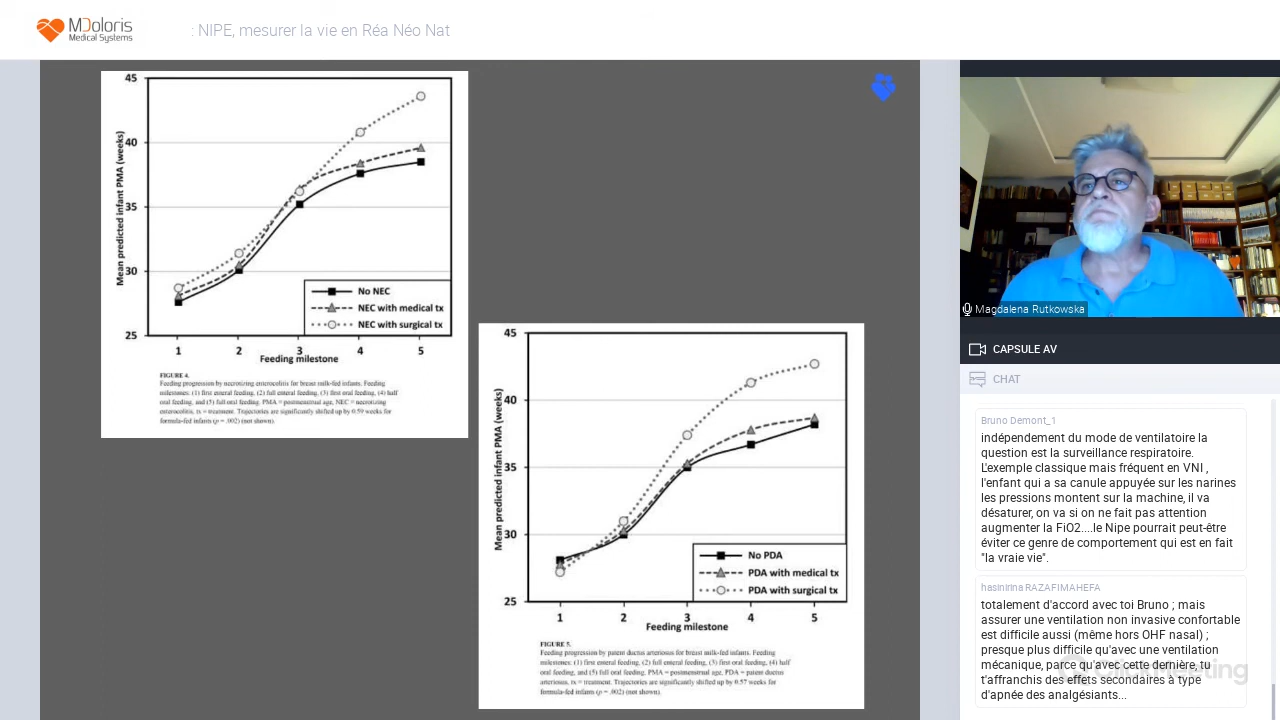 MDoloris
Medical Systems
: NIPE, mesurer la vie en Réa Néo Nat
Mean predicted infant PMA (weeks)
45
40
35
30
25
No NEC
NEC with medical tx
NEC with surgical tx
1 2 3 4 5
Feeding milestone
FIGURE 4.
Feeding progression by necrotizing enterocolitis for breast milk-fed infants. Feeding
milestones: (1) first enteral feeding, (2) full enteral feeding, (3) first oral feeding, (4) half
oral feeding, and (5) full oral feeding. PMA = postmenstrual age, NEC = necrotizing
enterocolitis, tx = treatment. Trajectories are significantly shifted up by 0.59 weeks for
formula-fed infants (p = .002) (not shown).
Mean predicted infant PMA (weeks)
45
40
35
30
25
No PDA
PDA with medical tx
PDA with surgical tx
1 2 3 4 5
Feeding milestone
FIGURE 5.
Feeding progression by patent ductus arteriosus for breast milk-fed infants. Feeding
milestones: (1) first enteral feeding, (2) full enteral feeding, (3) first oral feeding, (4) half
oral feeding, and (5) full oral feeding. PMA = postmenstrual age, PDA = patent ductus
arteriosus, tx = treatment. Trajectories are significantly shifted up by 0.57 weeks for
formula-fed infants (p = .002) (not shown).
Magdalena Rutkowska
CAPSULE AV
CHAT
Bruno Demont_1
indépendement du mode de ventilatoire la
question est la surveillance respiratoire.
L'exemple classique mais fréquent en VNI ,
l'enfant qui a sa canule appuyée sur les narines
les pressions montent sur la machine, il va
désaturer, on va si on ne fait pas attention
augmenter la FiO2....le Nipe pourrait peut-être
éviter ce genre de comportement qui est en fait
"la vraie vie".
hasinirina RAZAFIMAHEFA
totalement d'accord avec toi Bruno ; mais
assurer une ventilation noninvasive confortable
est difficile aussi (même hors OHF nasal) ;
presque plus difficile qu'avec une ventilation
mécanique où avec cette dernière tu
t'affranchis des effets secondaires à type
d'apnée des analgésiants...